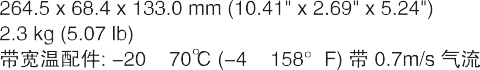 264.5 x 68.4 x 133.0 mm (10.41" x 2.69" x 5.24")
2.3 kg (5.07 lb)
带宽温配件: -20 70℃ (-4 158° F) 带 0.7m/s 气流